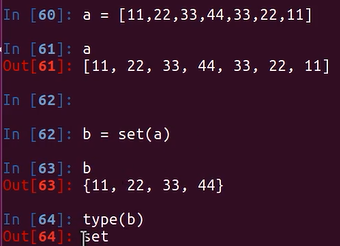 In [60]: a = [11,22,33,44,33,22,11]
In [61]: a
Out[61]: [11, 22, 33, 44, 33, 22, 11]
In [62]:
In [62]: b = set(a)
In [63]: b
Out[63]: {11, 22, 33, 44}
In [64]: type(b)
Out[64]: set